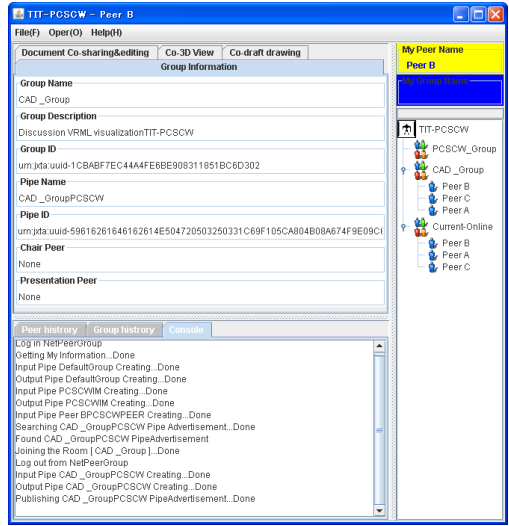 TIT-PCSCW - Peer B
File(F) Oper(O) Help(H)
Document Co-sharing&editing Co-3D View Co-draft drawing
Group Information
Group Name
CAD _Group
Group Description
Discussion VRML visualizationTIT-PCSCW
Group ID
urn:jxta:uuid-1CBABF7EC44A4FE6BE908311851BC6D302
Pipe Name
CAD _GroupPCSCW
Pipe ID
urn:jxta:uuid-59616261646162614E504720503250331C69F105CA804B08A674F9E09C
Chair Peer
None
Presentation Peer
None
Peer histrory Group histrory Console
Log in NetPeerGroup
Getting My Information...Done
Input Pipe DefaultGroup Creating...Done
Output Pipe DefaultGroup Creating...Done
Input Pipe PCSCWIM Creating...Done
Output Pipe PCSCWIM Creating...Done
Input Pipe Peer BPCSCWPEER Creating...Done
Searching CAD _GroupPCSCW Pipe Advertisement...Done
Found CAD _GroupPCSCW PipeAdvertisement
Joining the Room [ CAD _Group ]...Done
Log out from NetPeerGroup
Input Pipe CAD _GroupPCSCW Creating...Done
Output Pipe CAD _GroupPCSCW Creating...Done
Publishing CAD _GroupPCSCW PipeAdvertisement...Done
My Peer Name
Peer B
My Group Name
TIT-PCSCW
PCSCW_Group
CAD _Group
Peer B
Peer C
Peer A
Current-Online
Peer B
Peer A
Peer C